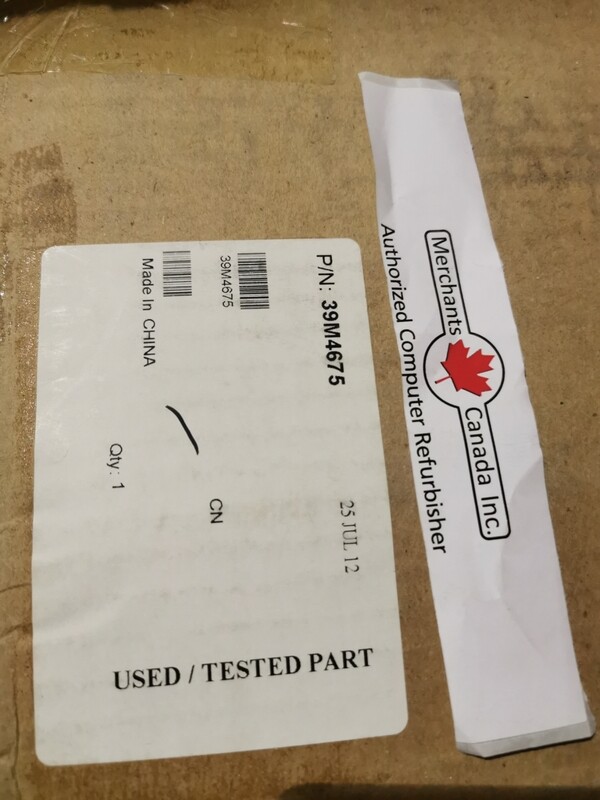 Merchants Canada Inc.
Authorized Computer Refurbisher
P/N: 39M4675
25 JUL 12
39M4675
CN
Made In CHINA
Qty: 1
USED / TESTED PART